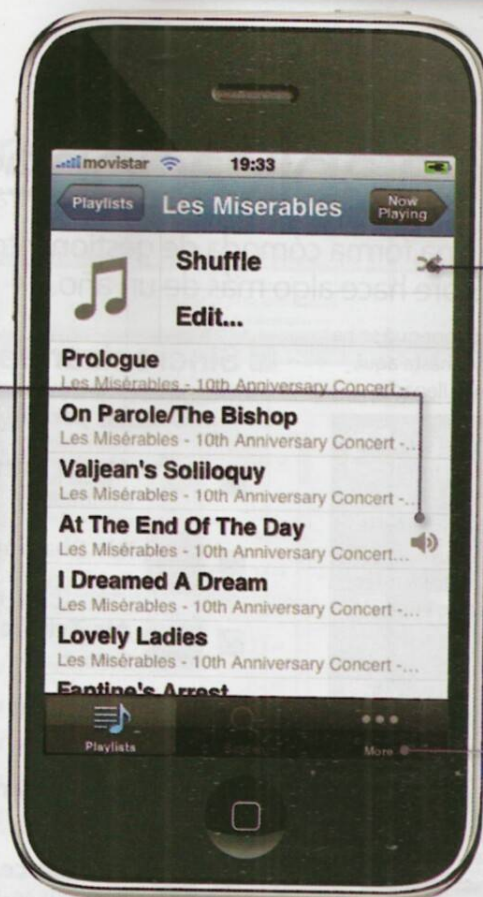 movistar 19:33
Playlists Les Miserables Now Playing
Shuffle
Edit...
Prologue
Les Misérables - 10th Anniversary Concert -...
On Parole/The Bishop
Les Misérables - 10th Anniversary Concert -...
Valjean's Soliloquy
Les Misérables - 10th Anniversary Concert -...
At The End Of The Day
Les Misérables - 10th Anniversary Concert...
I Dreamed A Dream
Les Misérables - 10th Anniversary Concert -...
Lovely Ladies
Les Misérables - 10th Anniversary Concert -...
Fantine's Arrest
Playlists More